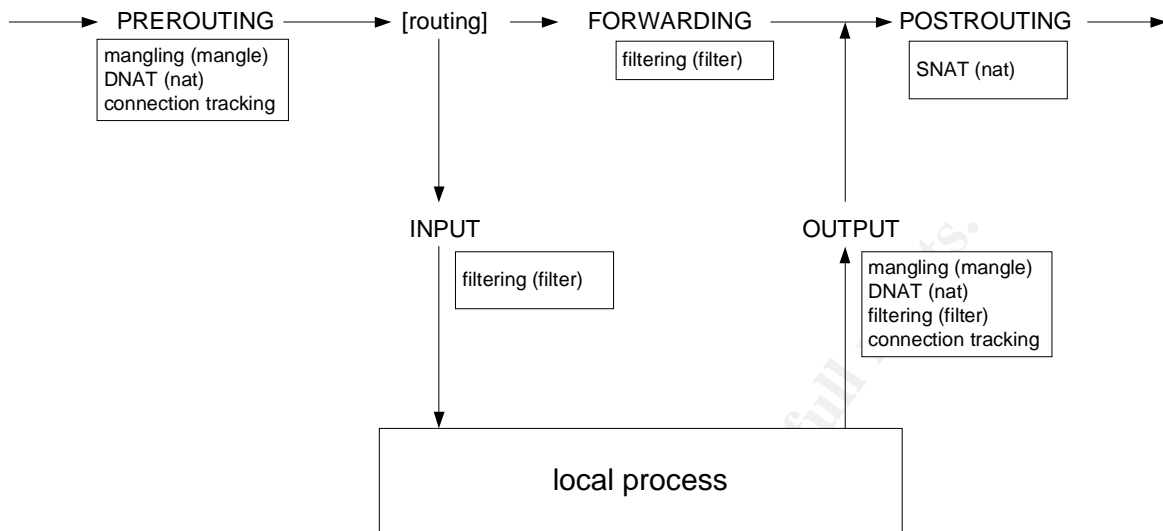 PREROUTING
[routing]
FORWARDING
POSTROUTING
mangling (mangle)
DNAT (nat)
connection tracking
filtering (filter)
SNAT (nat)
INPUT
OUTPUT
filtering (filter)
mangling (mangle)
DNAT (nat)
filtering (filter)
connection tracking
local process
full